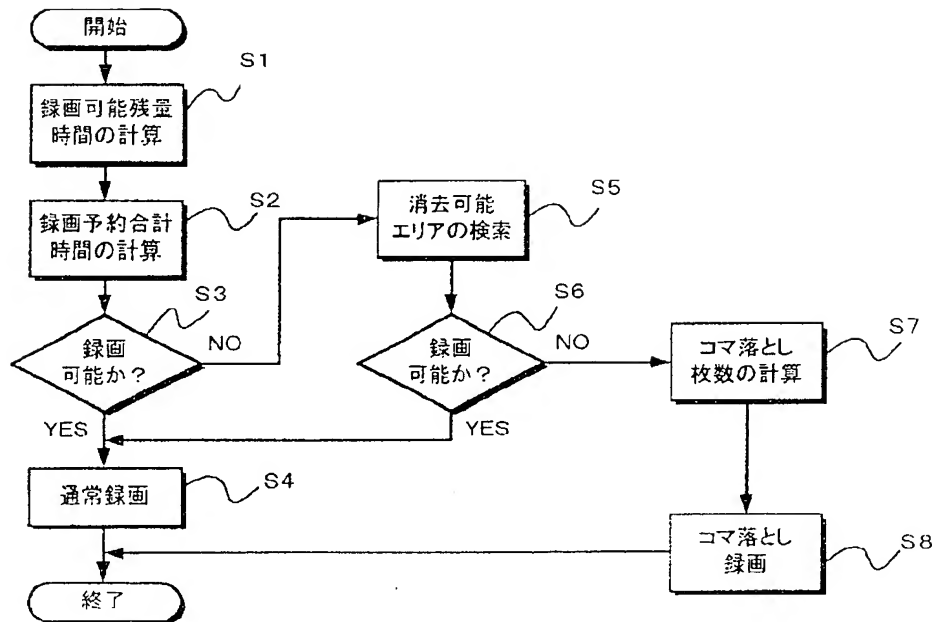 開始
S1
録画可能残量
時間の計算
S2
録画予約合計
時間の計算
S3
録画
可能か?
NO
YES
S4
通常録画
終了
S5
消去可能
エリアの検索
S6
録画
可能か?
NO
YES
S7
コマ落とし
枚数の計算
コマ落とし
録画
S8